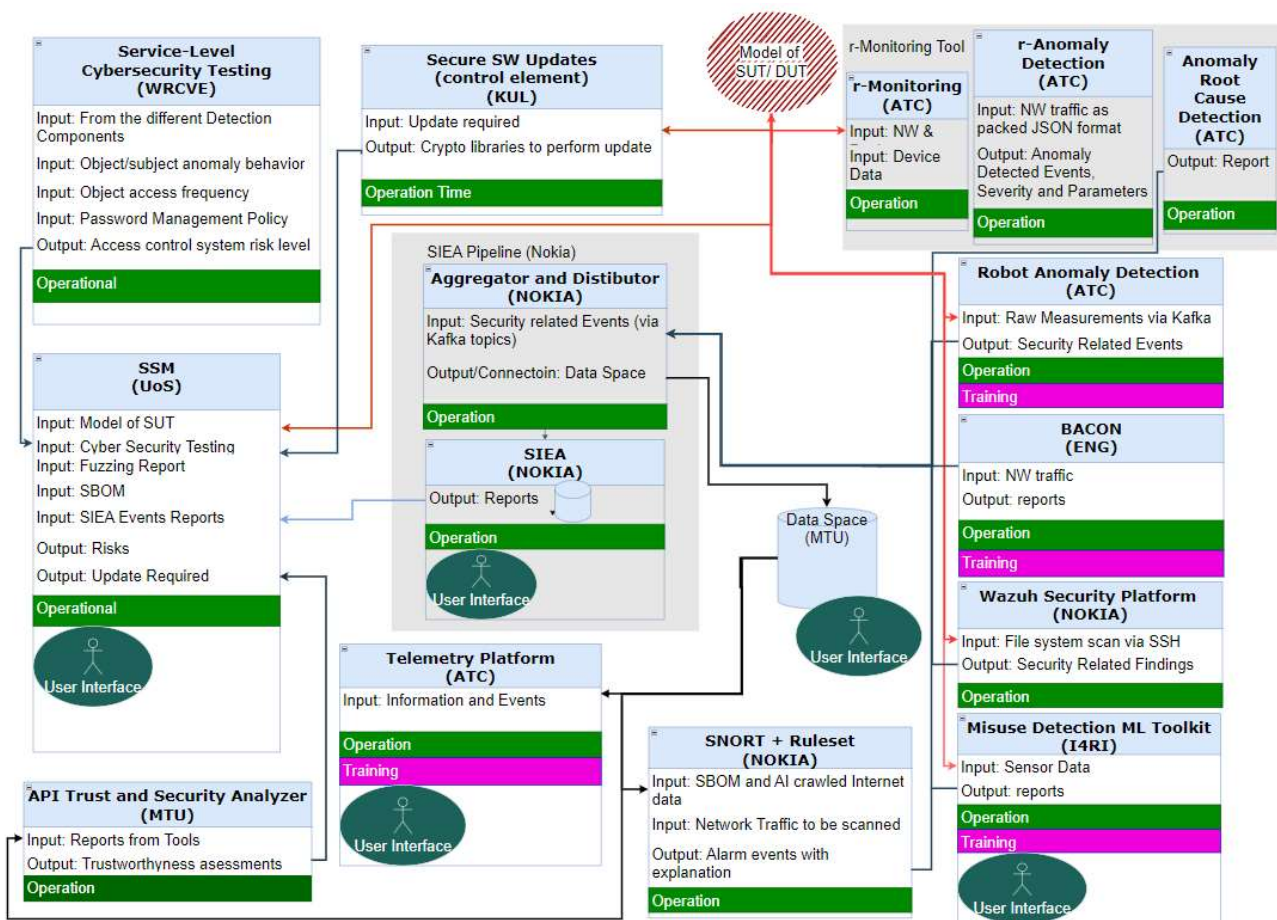 Service-Level
Cybersecurity Testing
(WRCVE)
Input: From the different Detection
Components
Input: Object/subject anomaly behavior
Input: Object access frequency
Input: Password Management Policy
Output: Access control system risk level
Operational
Secure SW Updates
(control element)
(KUL)
Input: Update required
Output: Crypto libraries to perform update
Operation Time
Model of
SUT/ DUT
r-Monitoring Tool
r-Monitoring
(ATC)
Input: NW &
Input: Device
Data
Operation
r-Anomaly
Detection
(ATC)
Input: NW traffic as
packed JSON format
Output: Anomaly
Detected Events,
Severity and Parameters
Operation
Anomaly
Root
Cause
Detection
(ATC)
Output: Report
Operation
SIEA Pipeline (Nokia)
Aggregator and Distibutor
(NOKIA)
Input: Security related Events (via
Kafka topics)
Output/Connectoin: Data Space
Operation
SIEA
(NOKIA)
Output: Reports
Operation
User Interface
Robot Anomaly Detection
(ATC)
Input: Raw Measurements via Kafka
Output: Security Related Events
Operation
Training
SSM
(UoS)
Input: Model of SUT
Input: Cyber Security Testing
Input: Fuzzing Report
Input: SBOM
Input: SIEA Events Reports
Output: Risks
Output: Update Required
Operational
User Interface
BACON
(ENG)
Input: NW traffic
Output: reports
Operation
Training
Data Space
(MTU)
User Interface
Wazuh Security Platform
(NOKIA)
Input: File system scan via SSH
Output: Security Related Findings
Operation
Telemetry Platform
(ATC)
Input: Information and Events
Operation
Training
User Interface
SNORT + Ruleset
(NOKIA)
Input: SBOM and AI crawled Internet
data
Input: Network Traffic to be scanned
Output: Alarm events with
explanation
Operation
Misuse Detection ML Toolkit
(I4RI)
Input: Sensor Data
Output: reports
Operation
Training
User Interface
API Trust and Security Analyzer
(MTU)
Input: Reports from Tools
Output: Trustworthyness asessments
Operation